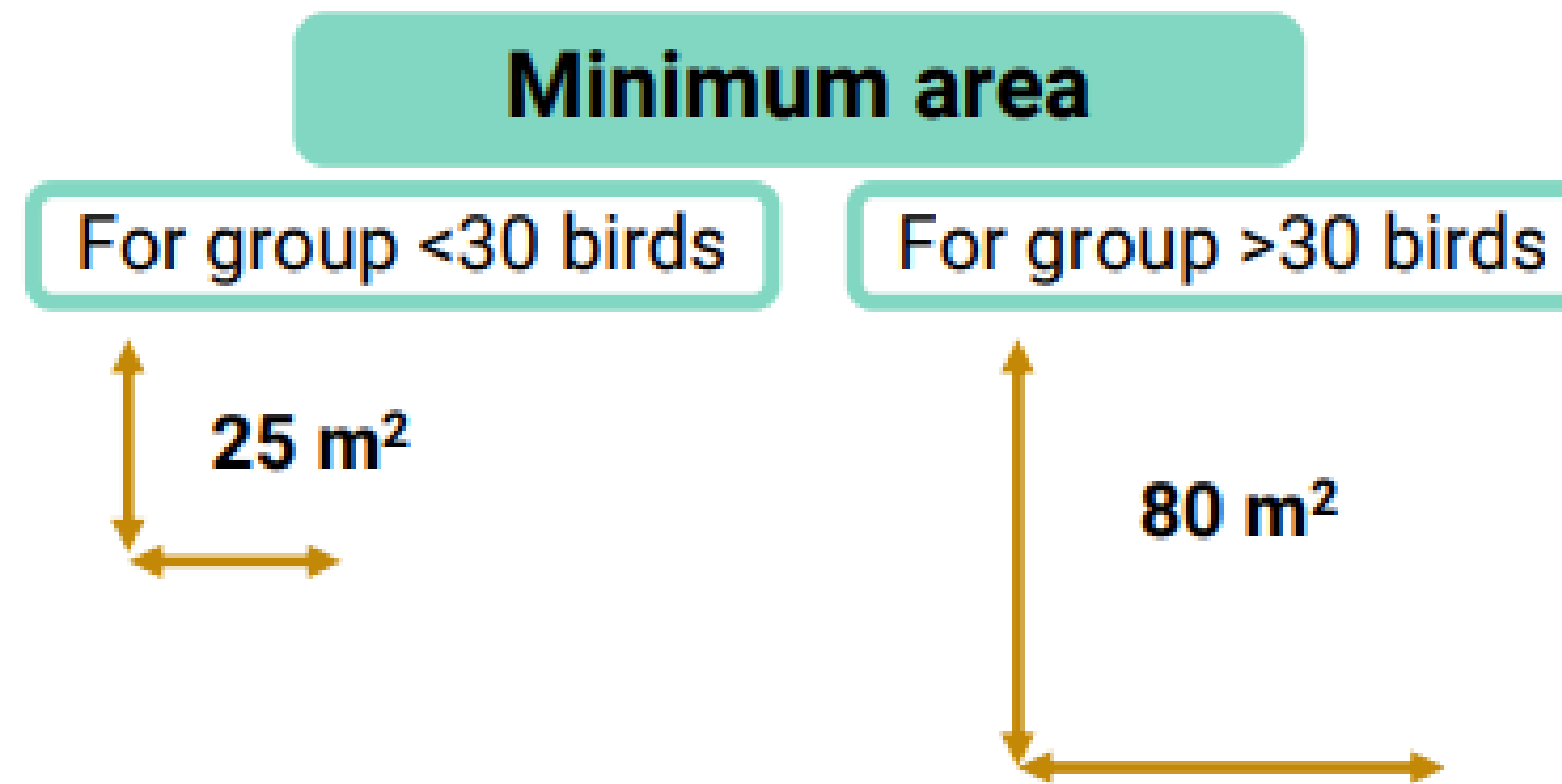 Minimum area
For group <30 birds
For group >30 birds
25 m²
80 m²